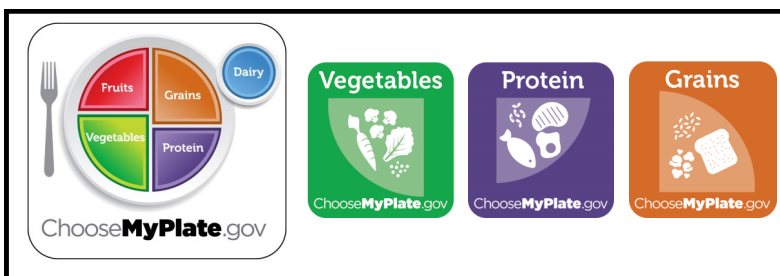 Fruits
Grains
Dairy
Vegetables
Protein
ChooseMyPlate.gov
Vegetables
ChooseMyPlate.gov
Protein
ChooseMyPlate.gov
Grains
ChooseMyPlate.gov